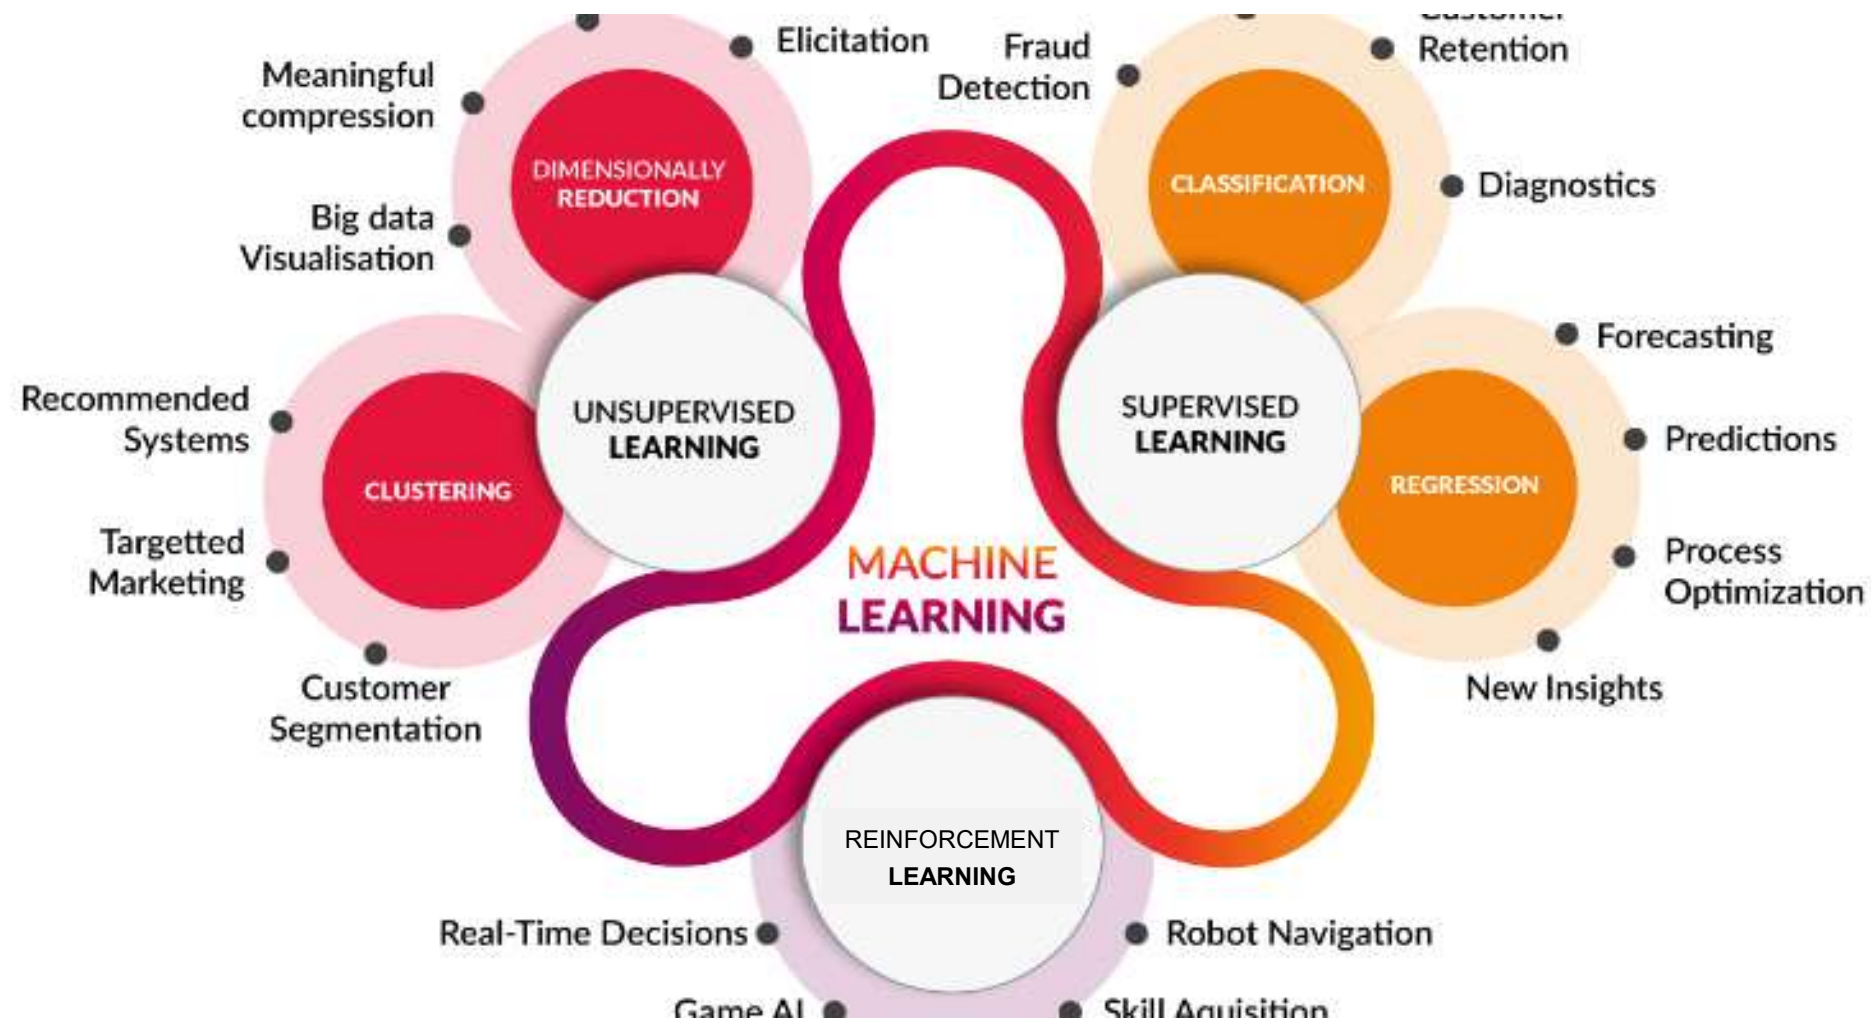 Elicitation
Meaningful
compression
DIMENSIONALLY
REDUCTION
Big data
Visualisation
Recommended
Systems
CLUSTERING
Targetted
Marketing
Customer
Segmentation
UNSUPERVISED
LEARNING
Fraud
Detection
Customer
Retention
CLASSIFICATION
Diagnostics
SUPERVISED
LEARNING
Forecasting
Predictions
REGRESSION
Process
Optimization
New Insights
MACHINE
LEARNING
REINFORCEMENT
LEARNING
Real-Time Decisions
Robot Navigation
Game AI
Skill Aquisition